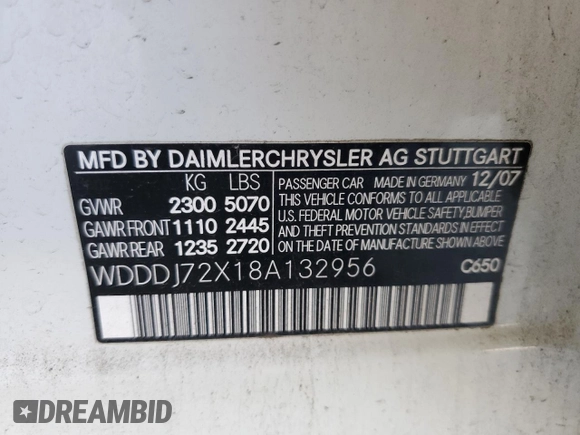 MFD BY DAIMLERCHRYSLER AG STUTTGART
KG LBS
GVWR 2300 5070
GAWR FRONT 1110 2445
GAWR REAR 1235 2720
PASSENGER CAR MADE IN GERMANY 12/07
THIS VEHICLE CONFORMS TO ALL APPLICABLE
U.S. FEDERAL MOTOR VEHICLE SAFETY, BUMPER
AND THEFT PREVENTION STANDARDS IN EFFECT
ON THE DATE OF MANUFACTURE SHOWN ABOVE.
WDDDJ72X18A132956 C650
DREAMBID